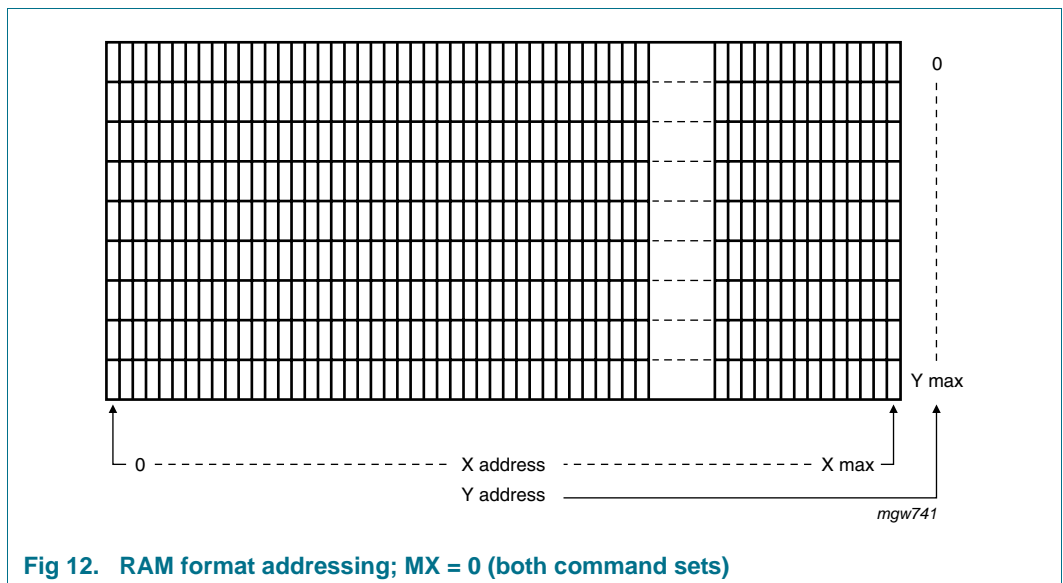 0
Y max
0 X address X max
Y address
mgw741
Fig 12. RAM format addressing; MX = 0 (both command sets)